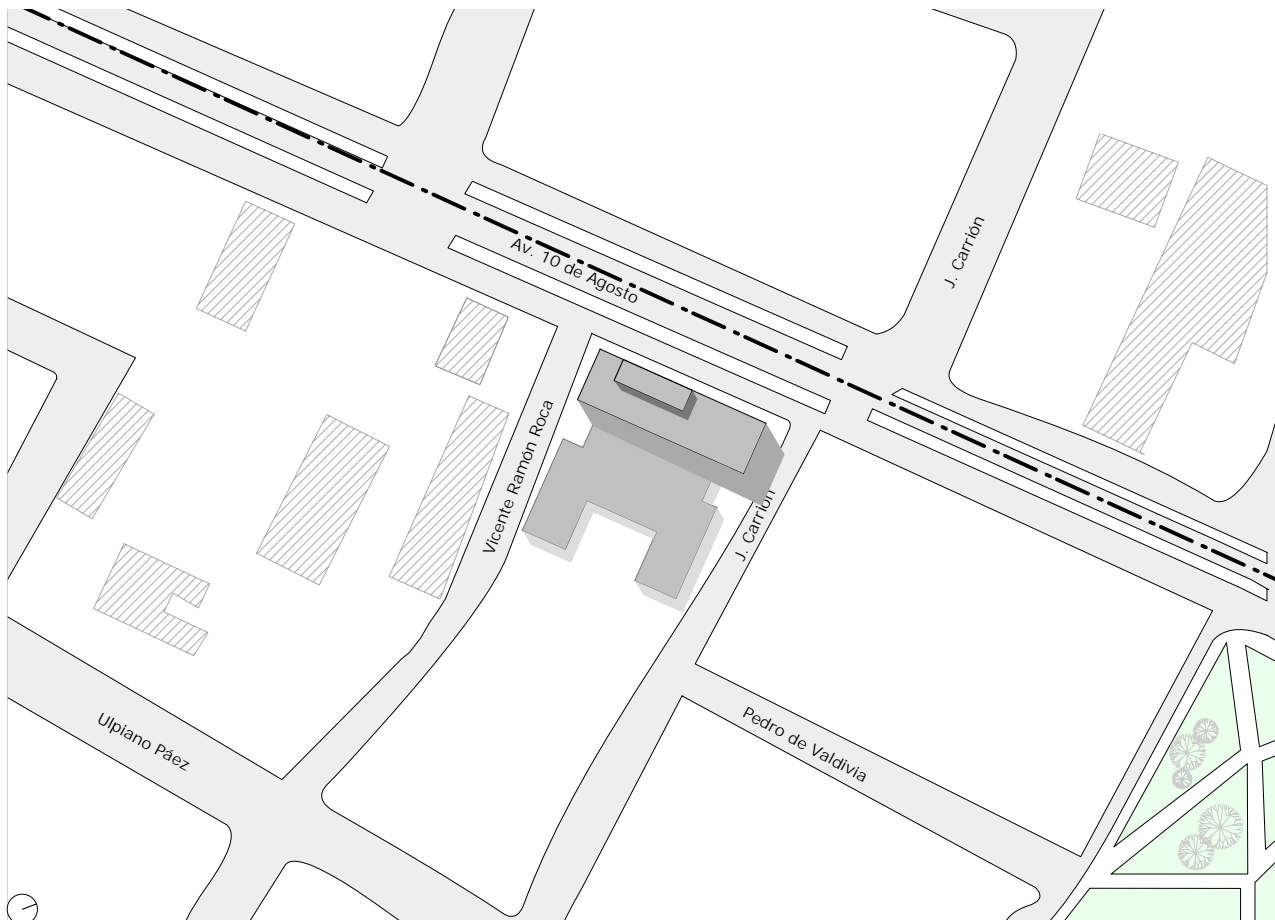 J. Carrión
Av. 10 de Agosto
Vicente Ramón Roca
J. Carrión
Ulpiano Páez
Pedro de Valdivia